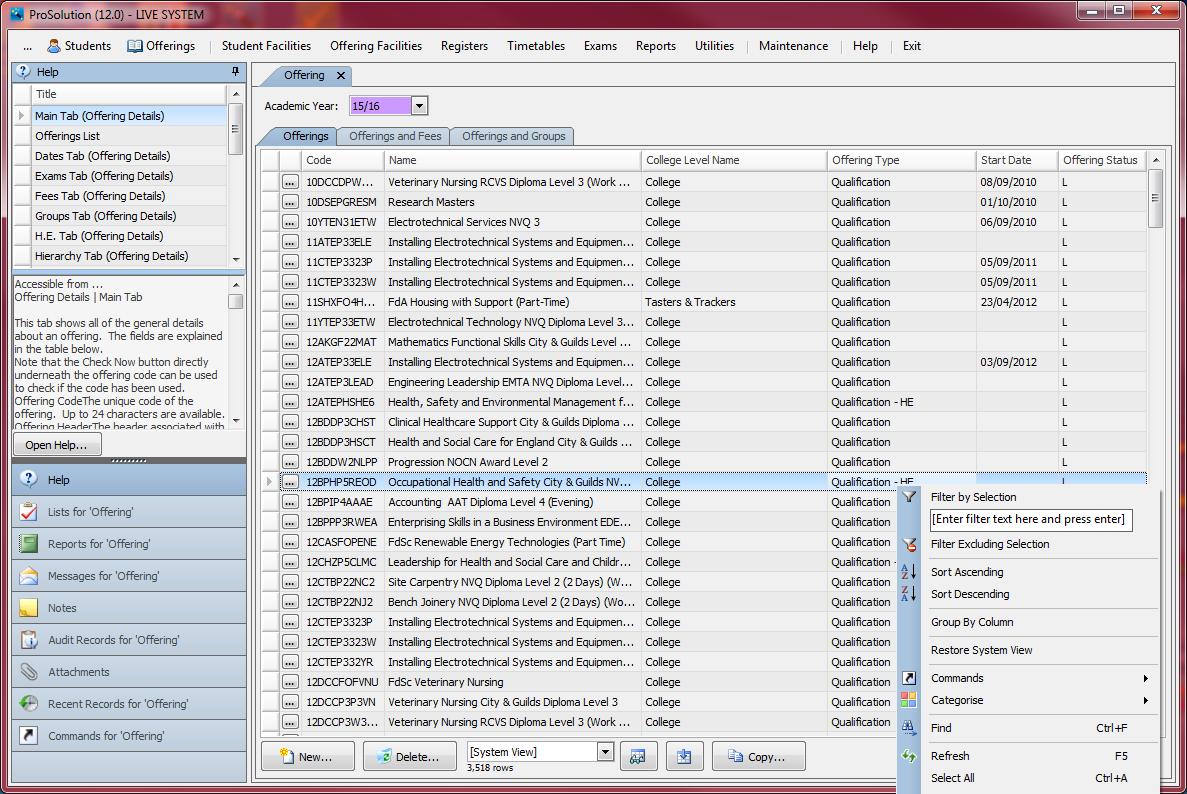 ProSolution (12.0) - LIVE SYSTEM
... Students Offerings Student Facilities Offering Facilities Registers Timetables Exams Reports Utilities Maintenance Help Exit
Help
Title
Main Tab (Offering Details)
Offerings List
Dates Tab (Offering Details)
Exams Tab (Offering Details)
Fees Tab (Offering Details)
Groups Tab (Offering Details)
H.E. Tab (Offering Details)
Hierarchy Tab (Offering Details)
Accessible from ...
Offering Details | Main Tab
This tab shows all of the general details
about an offering. The fields are explained
in the table below.
Note that the Check Now button directly
underneath the offering code can be used
to check if the code has been used.
Offering CodeThe unique code of the
offering. Up to 24 characters are available.
Offering HeaderThe header associated with
Open Help...
Help
Lists for 'Offering'
Reports for 'Offering'
Messages for 'Offering'
Notes
Audit Records for 'Offering'
Attachments
Recent Records for 'Offering'
Commands for 'Offering'
Offering
Academic Year: 15/16
Offerings Offerings and Fees Offerings and Groups
Code Name College Level Name Offering Type Start Date Offering Status
10DCCDPW... Veterinary Nursing RCVS Diploma Level 3 (Work ... College Qualification 08/09/2010 L
10DSEPGRESM Research Masters College Qualification 01/10/2010 L
10YTEN31ETW Electrotechnical Services NVQ 3 College Qualification 06/09/2010 L
11ATEP33ELE Installing Electrotechnical Systems and Equipmen... College Qualification L
11CTEP3323P Installing Electrotechnical Systems and Equipmen... College Qualification 05/09/2011 L
11CTEP3323W Installing Electrotechnical Systems and Equipmen... College Qualification 05/09/2011 L
11SHXFO4H... FdA Housing with Support (Part-Time) Tasters & Trackers Qualification 23/04/2012 L
11YTEP33ETW Electrotechnical Technology NVQ Diploma Level 3... College Qualification L
12AKGF22MAT Mathematics Functional Skills City & Guilds Level ... College Qualification L
12ATEP33ELE Installing Electrotechnical Systems and Equipmen... College Qualification 03/09/2012 L
12ATEP3LEAD Engineering Leadership EMTA NVQ Diploma Level... College Qualification L
12ATEPHSHE6 Health, Safety and Environmental Management f... College Qualification - HE L
12BDDP3CHST Clinical Healthcare Support City & Guilds Diploma ... College Qualification L
12BDDP3HSCT Health and Social Care for England City & Guilds ... College Qualification L
12BDDW2NLPP Progression NOCN Award Level 2 College Qualification L
12BPHP5REOD Occupational Health and Safety City & Guilds NV... College Qualification - HE L
12BPIP4AAAE Accounting AAT Diploma Level 4 (Evening) College Qualification
12BPPP3RWEA Enterprising Skills in a Business Environment EDE... College Qualification
12CASFOPENE FdSc Renewable Energy Technologies (Part Time) College Qualification -
12CHZP5CLMC Leadership for Health and Social Care and Childr... College Qualification -
12CTBP22NC2 Site Carpentry NVQ Diploma Level 2 (2 Days) (W... College Qualification
12CTBP22NJ2 Bench Joinery NVQ Diploma Level 2 (2 Days) (Wo... College Qualification
12CTEP3323P Installing Electrotechnical Systems and Equipmen... College Qualification
12CTEP3323W Installing Electrotechnical Systems and Equipmen... College Qualification
12CTEP332YR Installing Electrotechnical Systems and Equipmen... College Qualification
12DCCFOFVNU FdSc Veterinary Nursing College Qualification
12DCCP3P3VN Veterinary Nursing City & Guilds Diploma Level 3 College Qualification
12DCCP3W3... Veterinary Nursing RCVS Diploma Level 3 (Work ... College Qualification
Filter by Selection
[Enter filter text here and press enter]
Filter Excluding Selection
Sort Ascending
Sort Descending
Group By Column
Restore System View
Commands
Categorise
Find Ctrl+F
Refresh F5
Select All Ctrl+A
New... Delete... [System View] Copy...
3,518 rows